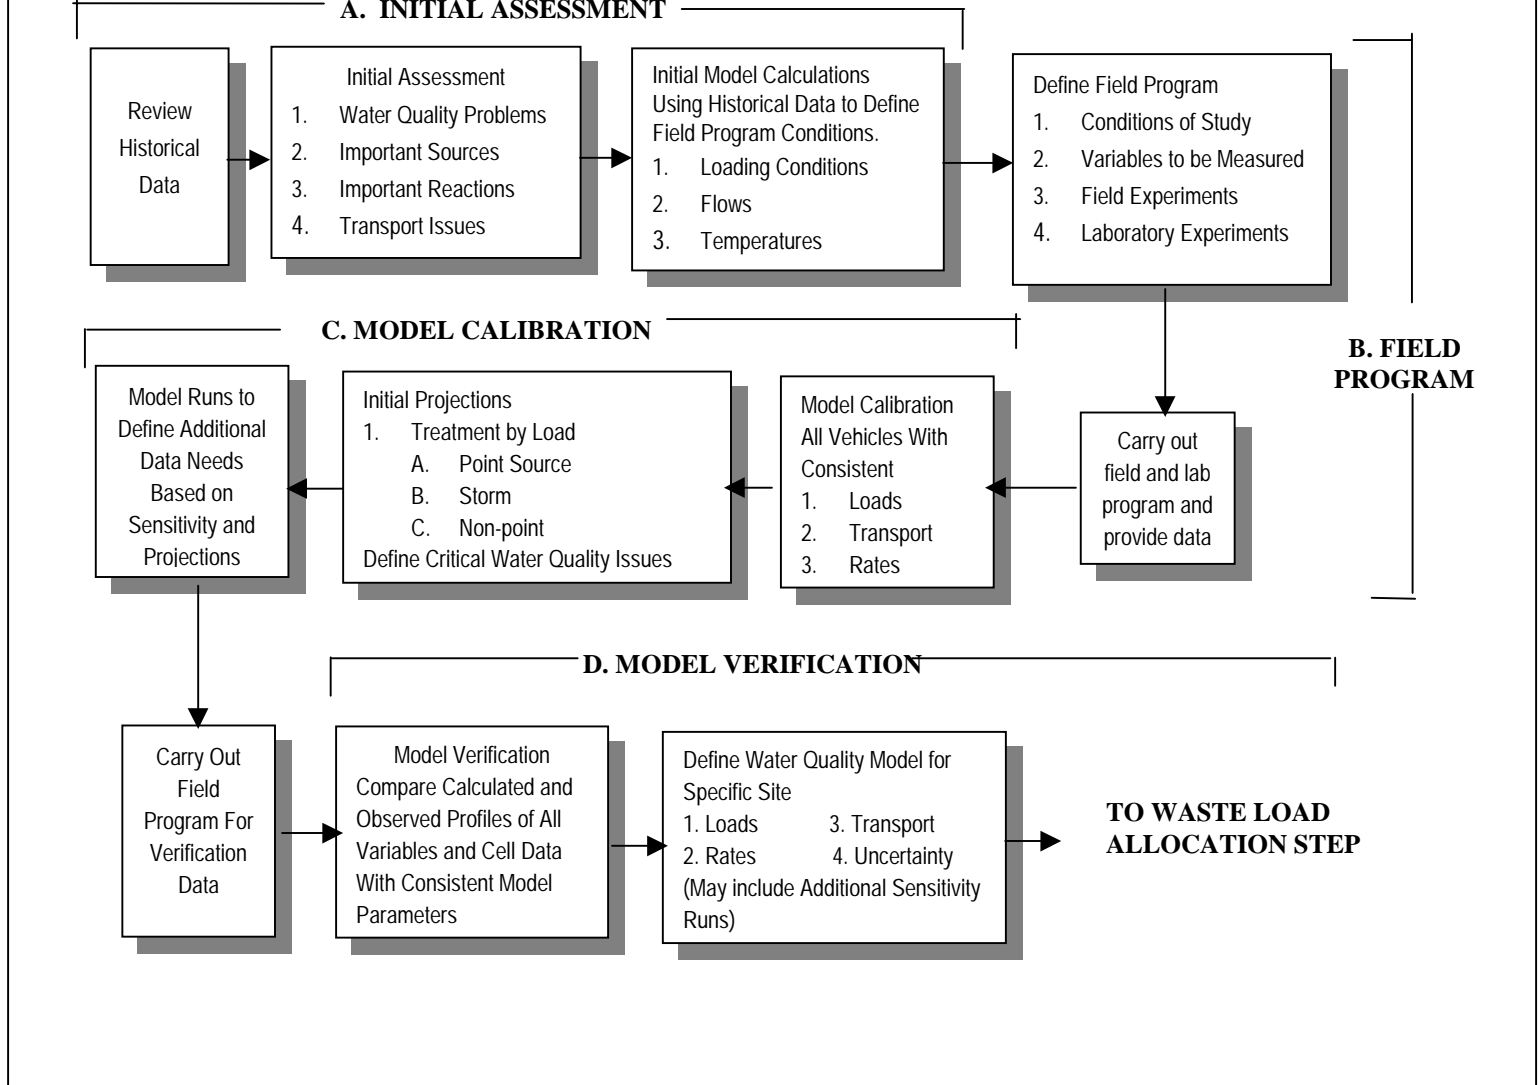 A. INITIAL ASSESSMENT
Review
Historical
Data
Initial Assessment
1. Water Quality Problems
2. Important Sources
3. Important Reactions
4. Transport Issues
Initial Model Calculations
Using Historical Data to Define
Field Program Conditions.
1. Loading Conditions
2. Flows
3. Temperatures
Define Field Program
1. Conditions of Study
2. Variables to be Measured
3. Field Experiments
4. Laboratory Experiments
B. FIELD
PROGRAM
Carry out
field and lab
program and
provide data
C. MODEL CALIBRATION
Model Calibration
All Vehicles With
Consistent
1. Loads
2. Transport
3. Rates
Initial Projections
1. Treatment by Load
A. Point Source
B. Storm
C. Non-point
Define Critical Water Quality Issues
Model Runs to
Define Additional
Data Needs
Based on
Sensitivity and
Projections
D. MODEL VERIFICATION
Carry Out
Field
Program For
Verification
Data
Model Verification
Compare Calculated and
Observed Profiles of All
Variables and Cell Data
With Consistent Model
Parameters
Define Water Quality Model for
Specific Site
1. Loads 3. Transport
2. Rates 4. Uncertainty
(May include Additional Sensitivity
Runs)
TO WASTE LOAD
ALLOCATION STEP